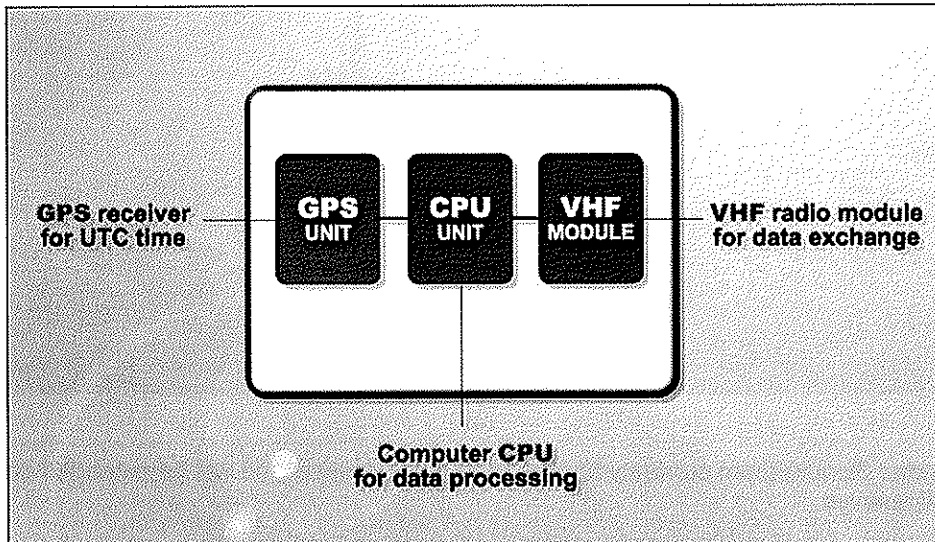 GPS
UNIT
CPU
UNIT
VHF
MODULE
GPS receiver
for UTC time
VHF radio module
for data exchange
Computer CPU
for data processing